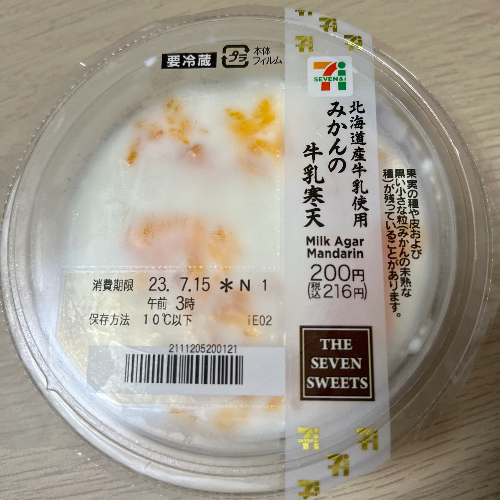 要冷蔵
プラ
本体
フィルム
7
SEVEN&i
北海道産牛乳使用
みかんの
牛乳寒天
Milk Agar
Mandarin
200円
(税込216円)
果実の種や皮および
黒い小さな粒(みかんの未熟な
種)が残っていることがあります。
消費期限 23. 7.15 *N 1
午前 3時
保存方法 10℃以下 iE02
2111205200121
THE
SEVEN
SWEETS